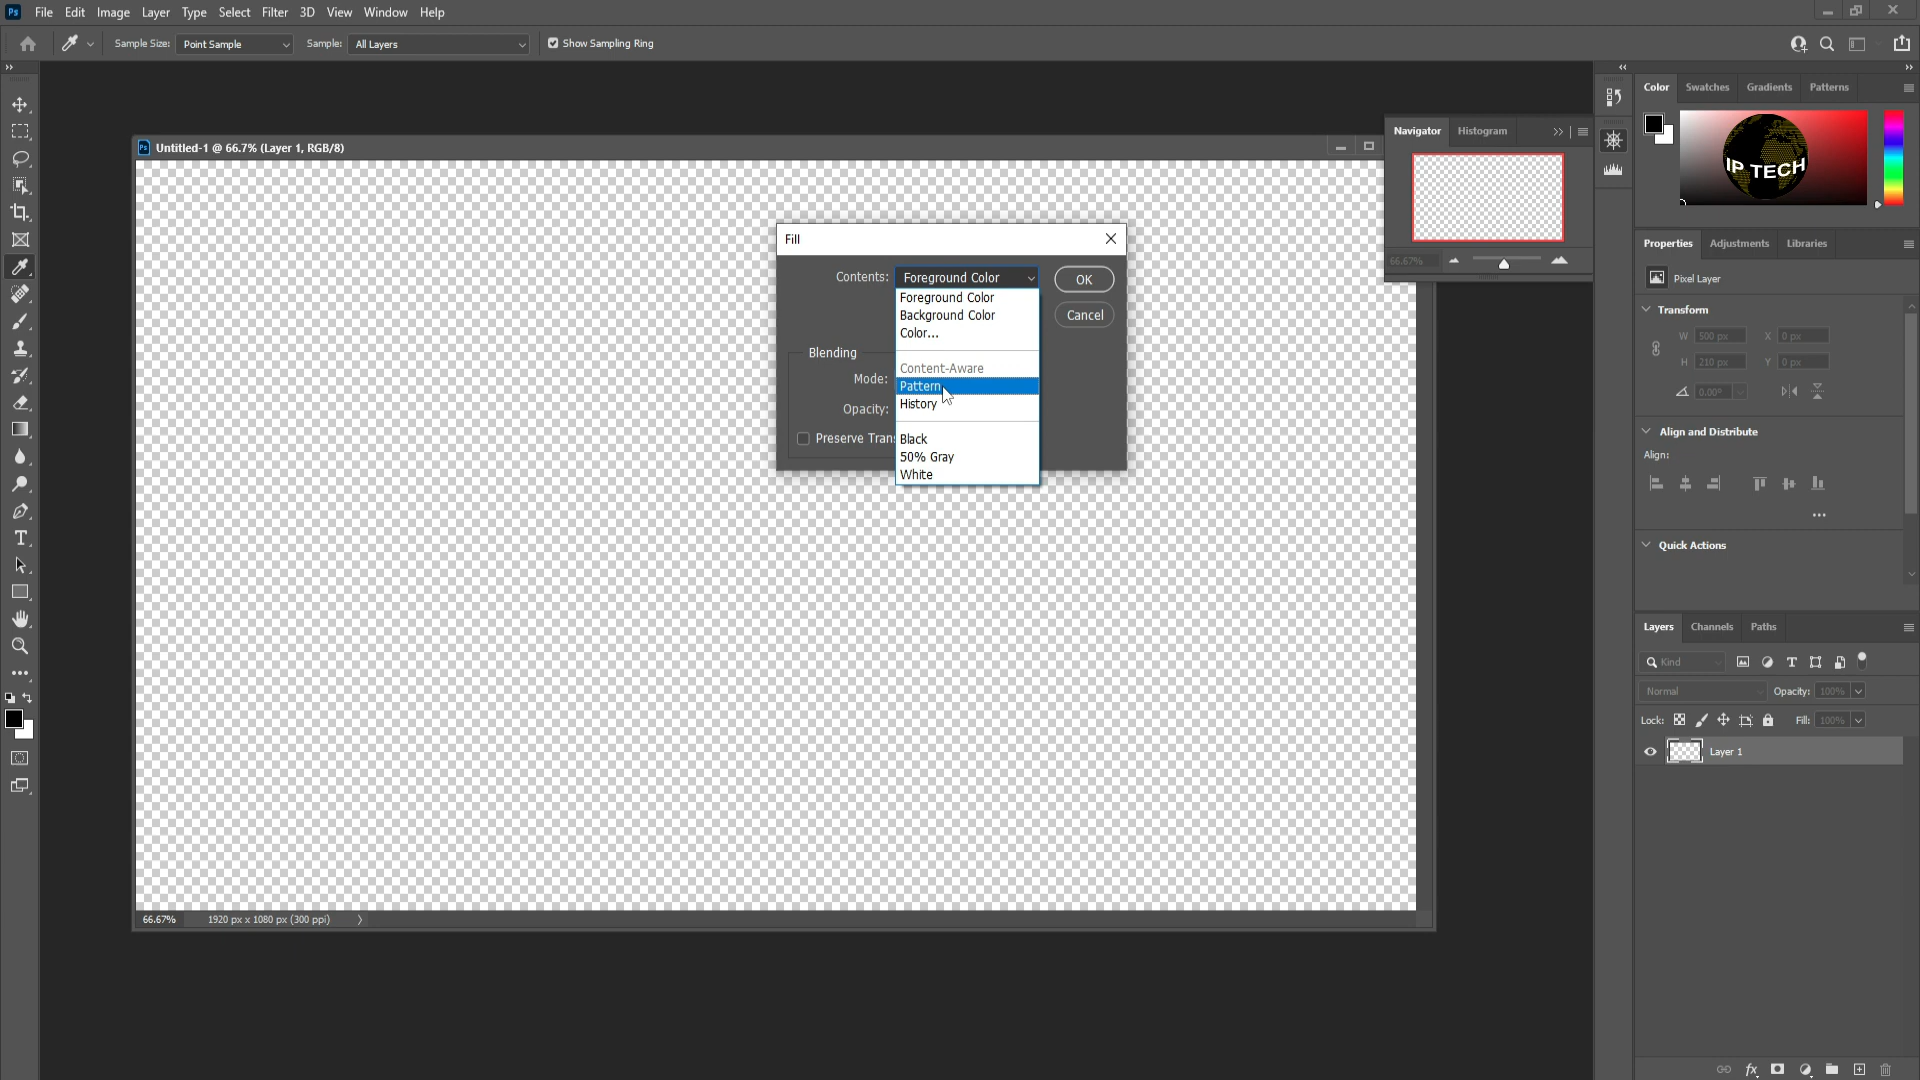 Ps File Edit Image Layer Type Select Filter 3D View Window Help
Sample Size: Point Sample Sample: All Layers Show Sampling Ring
Ps Untitled-1 @ 66.7% (Layer 1, RGB/8)
Fill
Contents: Foreground Color OK
Foreground Color
Background Color Cancel
Color...
Blending
Content-Aware
Mode: Pattern
Opacity: History
Preserve Tran Black
50% Gray
White
66.67% 1920 px x 1080 px (300 ppi)
Navigator Histogram
66.67%
Color Swatches Gradients Patterns
IP TECH
Properties Adjustments Libraries
Pixel Layer
Transform
W 500 px X 0 px
H 210 px Y 0 px
0.00°
Align and Distribute
Align:
Quick Actions
Layers Channels Paths
Kind
Normal Opacity: 100%
Lock: Fill: 100%
Layer 1
fx